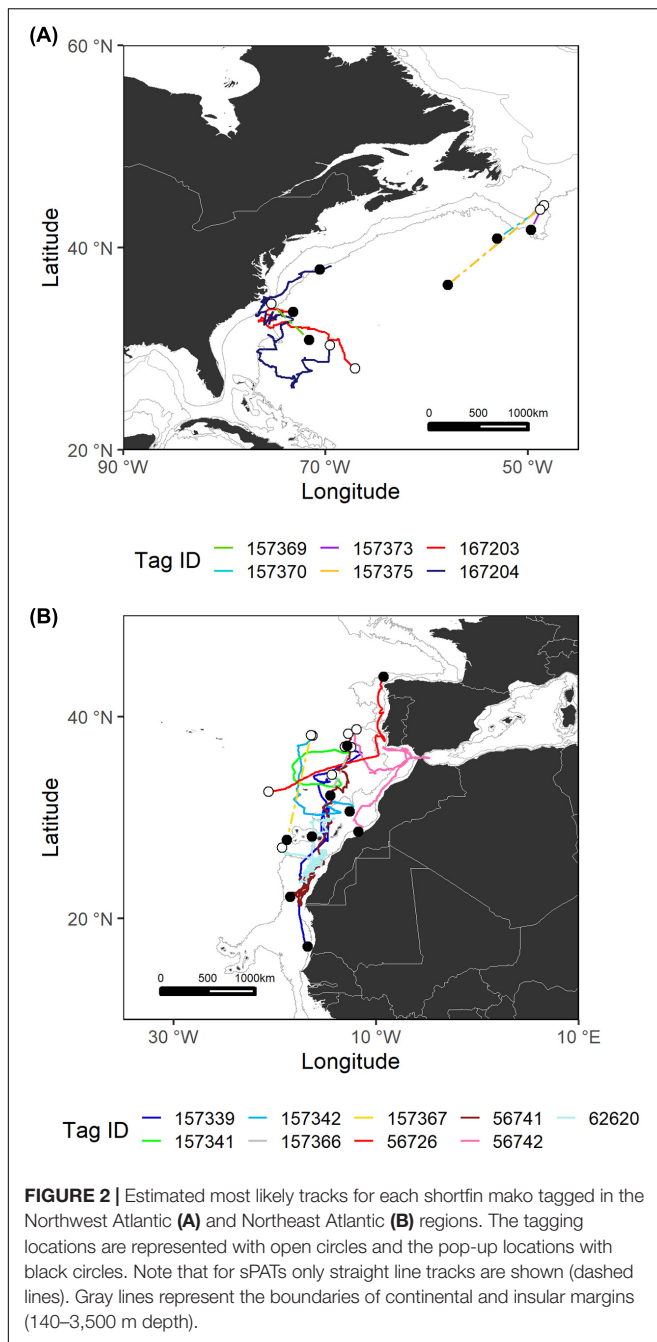 (A)
60 °N
40 °N
20 °N
Latitude
0 500 1000km
90 °W 70 °W 50 °W
Longitude
Tag ID
157369 157373 167203
157370 157375 167204
(B)
40 °N
20 °N
Latitude
0 500 1000km
30 °W 10 °W 10 °E
Longitude
Tag ID
157339 157342 157367 56741 62620
157341 157366 56726 56742
FIGURE 2 | Estimated most likely tracks for each shortfin mako tagged in the
Northwest Atlantic (A) and Northeast Atlantic (B) regions. The tagging
locations are represented with open circles and the pop-up locations with
black circles. Note that for sPATs only straight line tracks are shown (dashed
lines). Gray lines represent the boundaries of continental and insular margins
(140–3,500 m depth).